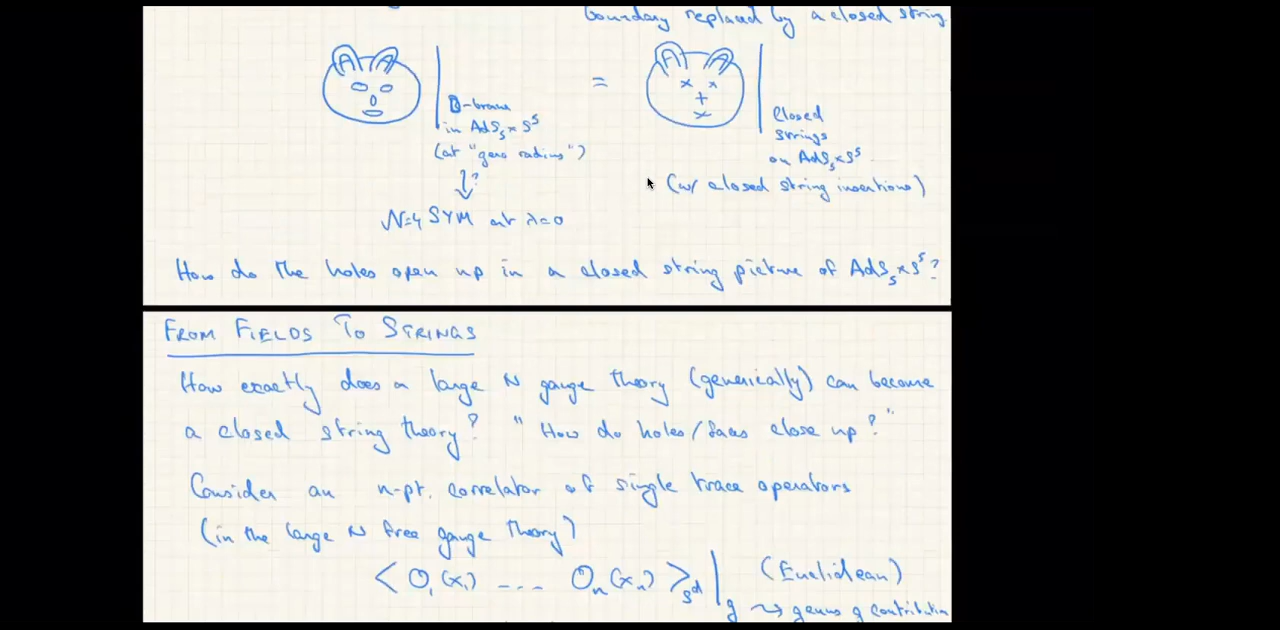 boundary replaced by a closed string
D-brane
in AdS₅×S⁵
(at "zero radius")
?
N=4 SYM at λ=0
=
Closed
strings
on AdS₅×S⁵
(w/ closed string insertions)
How do the holes open up in a closed string picture of AdS₅×S⁵?
FROM FIELDS TO STRINGS
How exactly does a large N gauge theory (generically) can become
a closed string theory? "How do holes/faces close up?"
Consider an n-pt. correlator of single trace operators
(in the large N free gauge theory)
< O₁(x₁) ---- Oₙ(xₙ) >_{S^d} |_g (Euclidean)
↝ genus g contribution